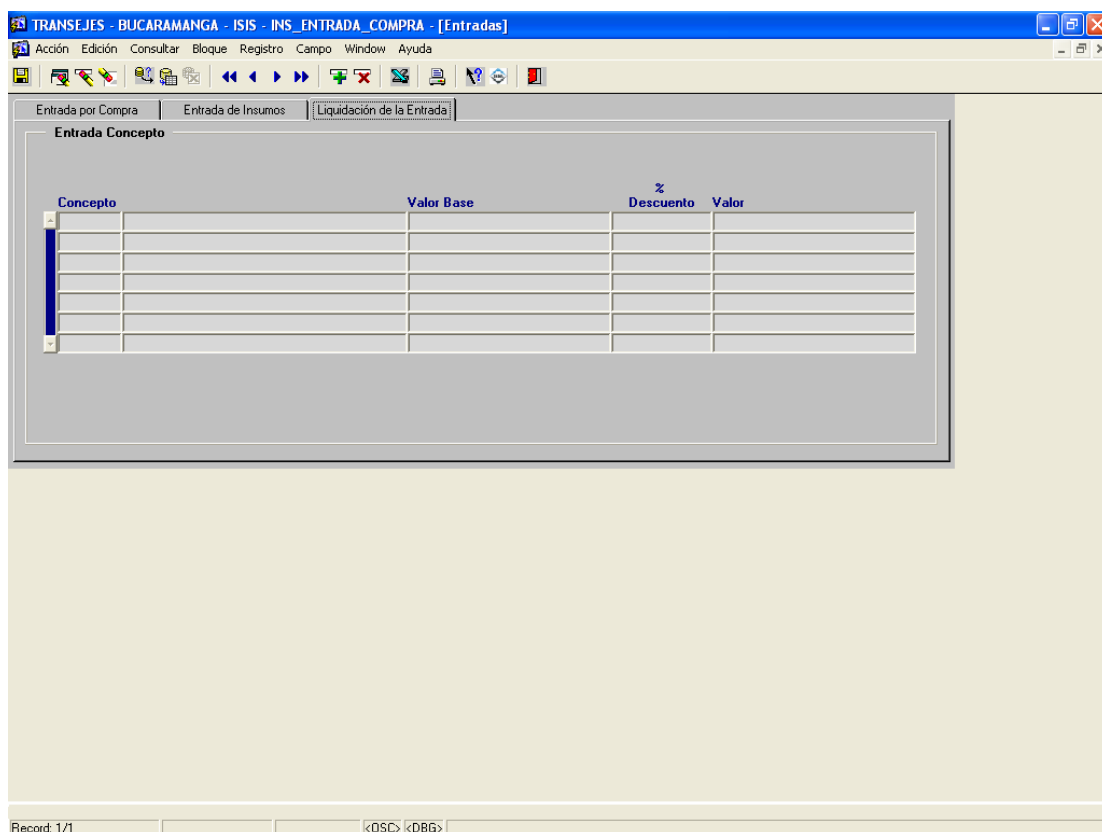 TRANSEJES - BUCARAMANGA - ISIS - INS_ENTRADA_COMPRA - [Entradas]
Acción Edición Consultar Bloque Registro Campo Window Ayuda
Entrada por Compra Entrada de Insumos Liquidación de la Entrada
Entrada Concepto
%
Concepto Valor Base Descuento Valor
Record: 1/1 <OSC> <DBG>